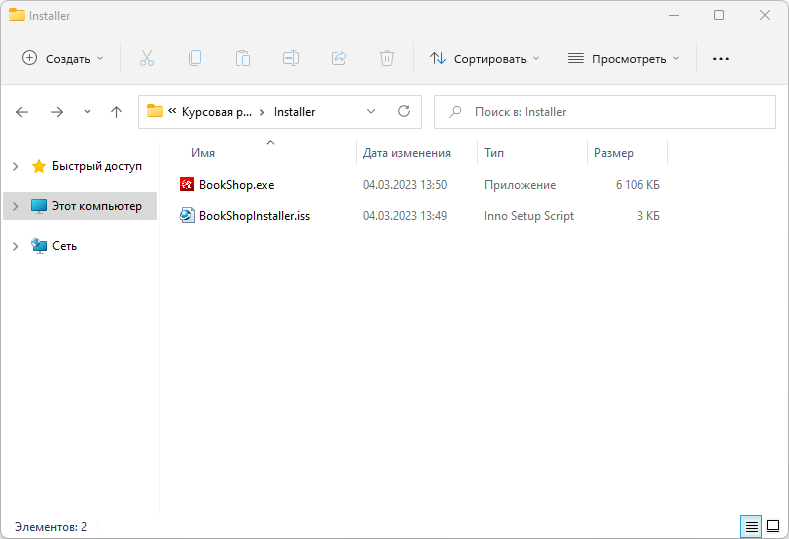 Installer
Создать
Сортировать
Просмотреть
« Курсовая р... > Installer
Поиск в: Installer
Имя Дата изменения Тип Размер
Быстрый доступ
Этот компьютер
Сеть
BookShop.exe 04.03.2023 13:50 Приложение 6 106 КБ
BookShopInstaller.iss 04.03.2023 13:49 Inno Setup Script 3 КБ
Элементов: 2